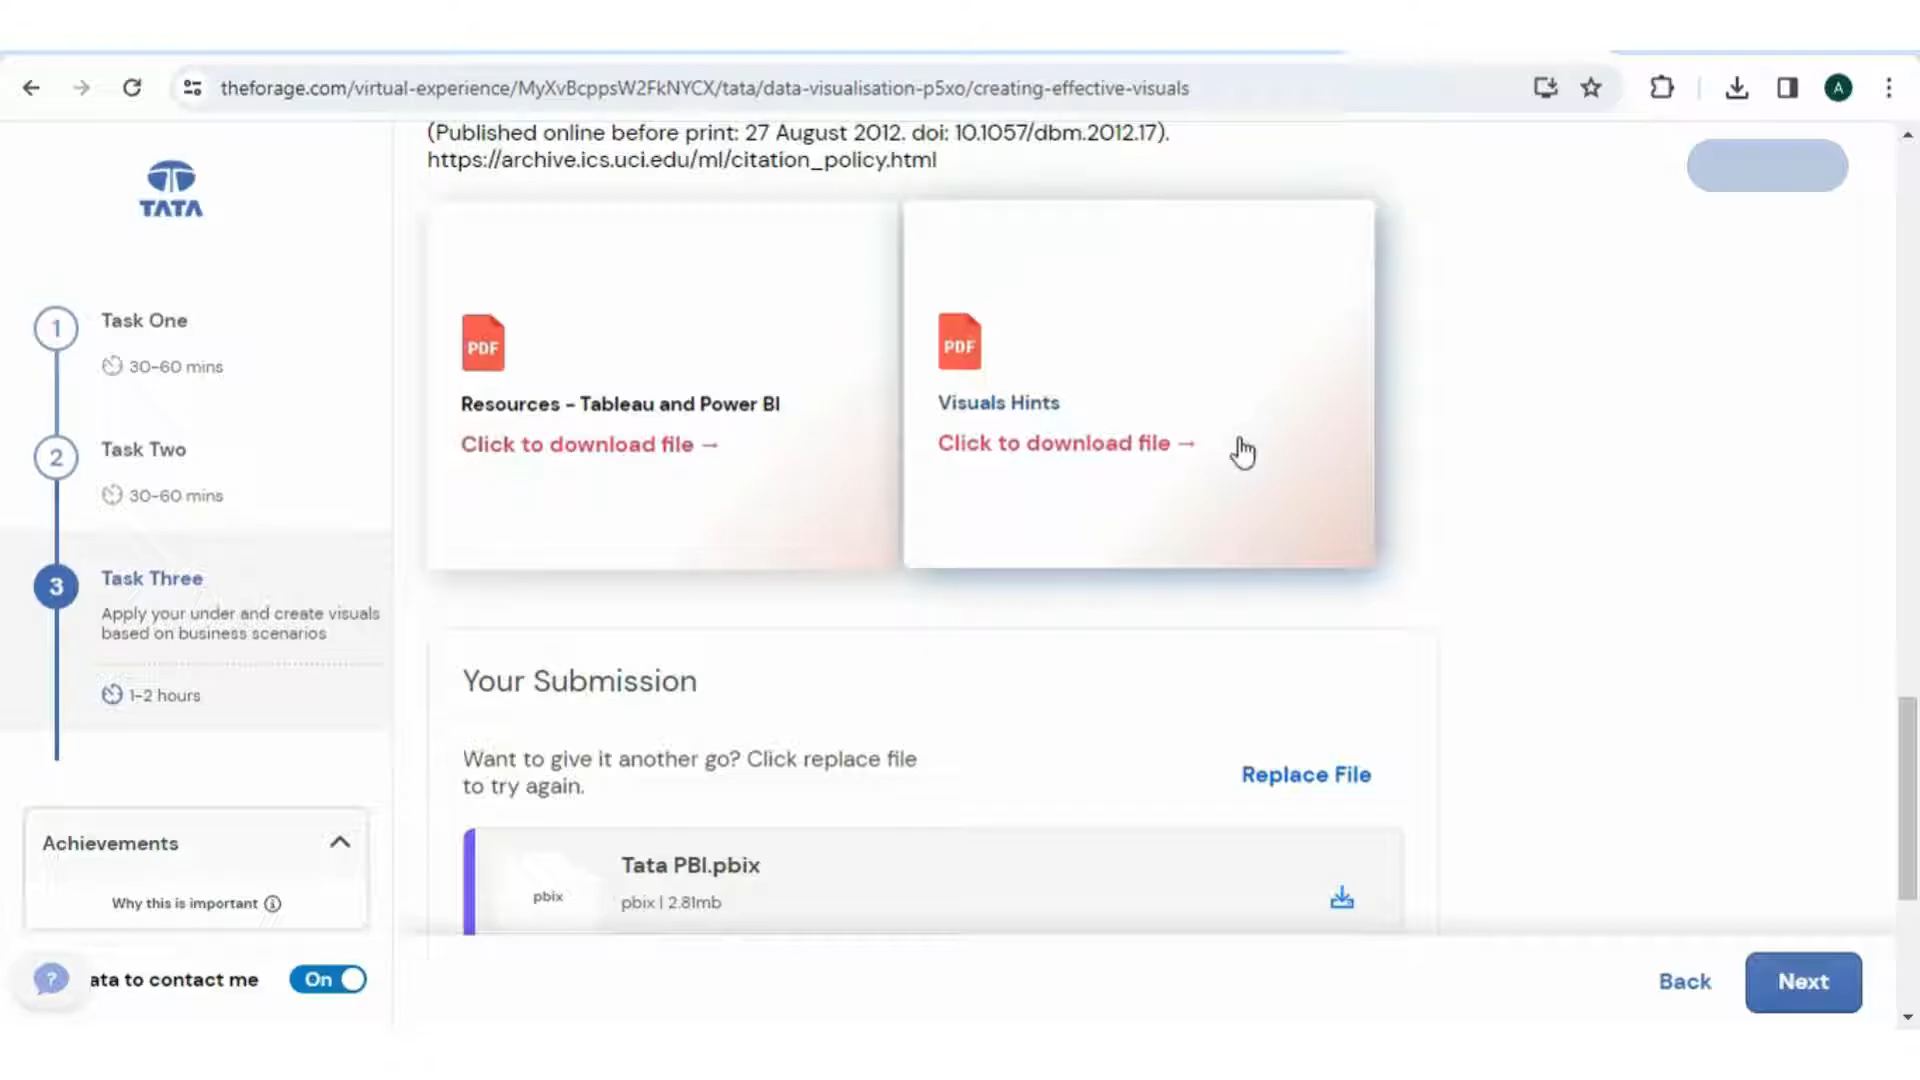 theforage.com/virtual-experience/MyXvBcppsW2FkNYCX/tata/data-visualisation-p5xo/creating-effective-visuals
A
(Published online before print: 27 August 2012. doi: 10.1057/dbm.2012.17).
https://archive.ics.uci.edu/ml/citation_policy.html
TATA
1
Task One
30-60 mins
2
Task Two
30-60 mins
3
Task Three
Apply your under and create visuals
based on business scenarios
1-2 hours
Achievements
Why this is important
?
ata to contact me
On
PDF
Resources - Tableau and Power BI
Click to download file →
PDF
Visuals Hints
Click to download file →
Your Submission
Want to give it another go? Click replace file
to try again.
Replace File
pbix
Tata PBI.pbix
pbix | 2.81mb
Back
Next